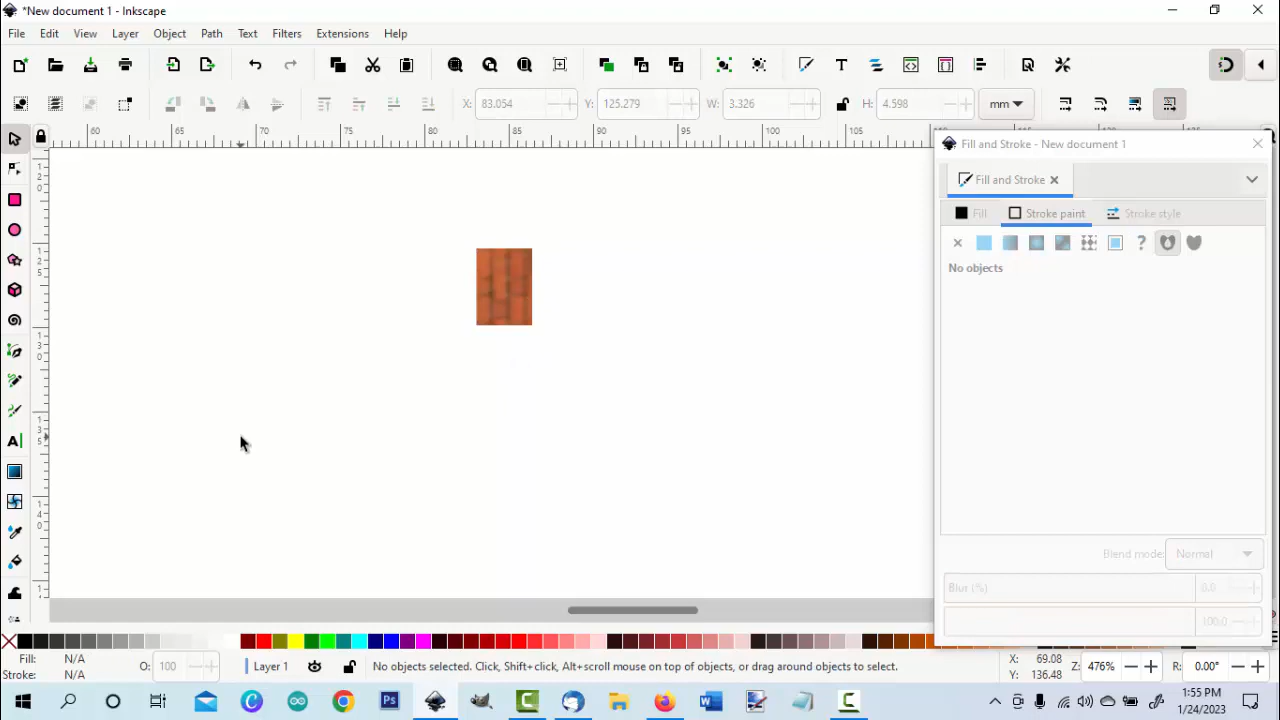 *New document 1 - Inkscape
File Edit View Layer Object Path Text Filters Extensions Help
X: 83.054 Y: 125.279 W: 3.326 H: 4.598 mm
60 65 70 75 80 85 90 95 100 105
Fill and Stroke - New document 1
Fill and Stroke
Fill Stroke paint Stroke style
No objects
Blend mode: Normal
Blur (%) 0.0
100.0
Fill: N/A O: 100 Layer 1 No objects selected. Click, Shift+click, Alt+scroll mouse on top of objects, or drag around objects to select. X: 69.08 Z: 476% R: 0.00°
Stroke: N/A Y: 136.48
1:55 PM
1/24/2023